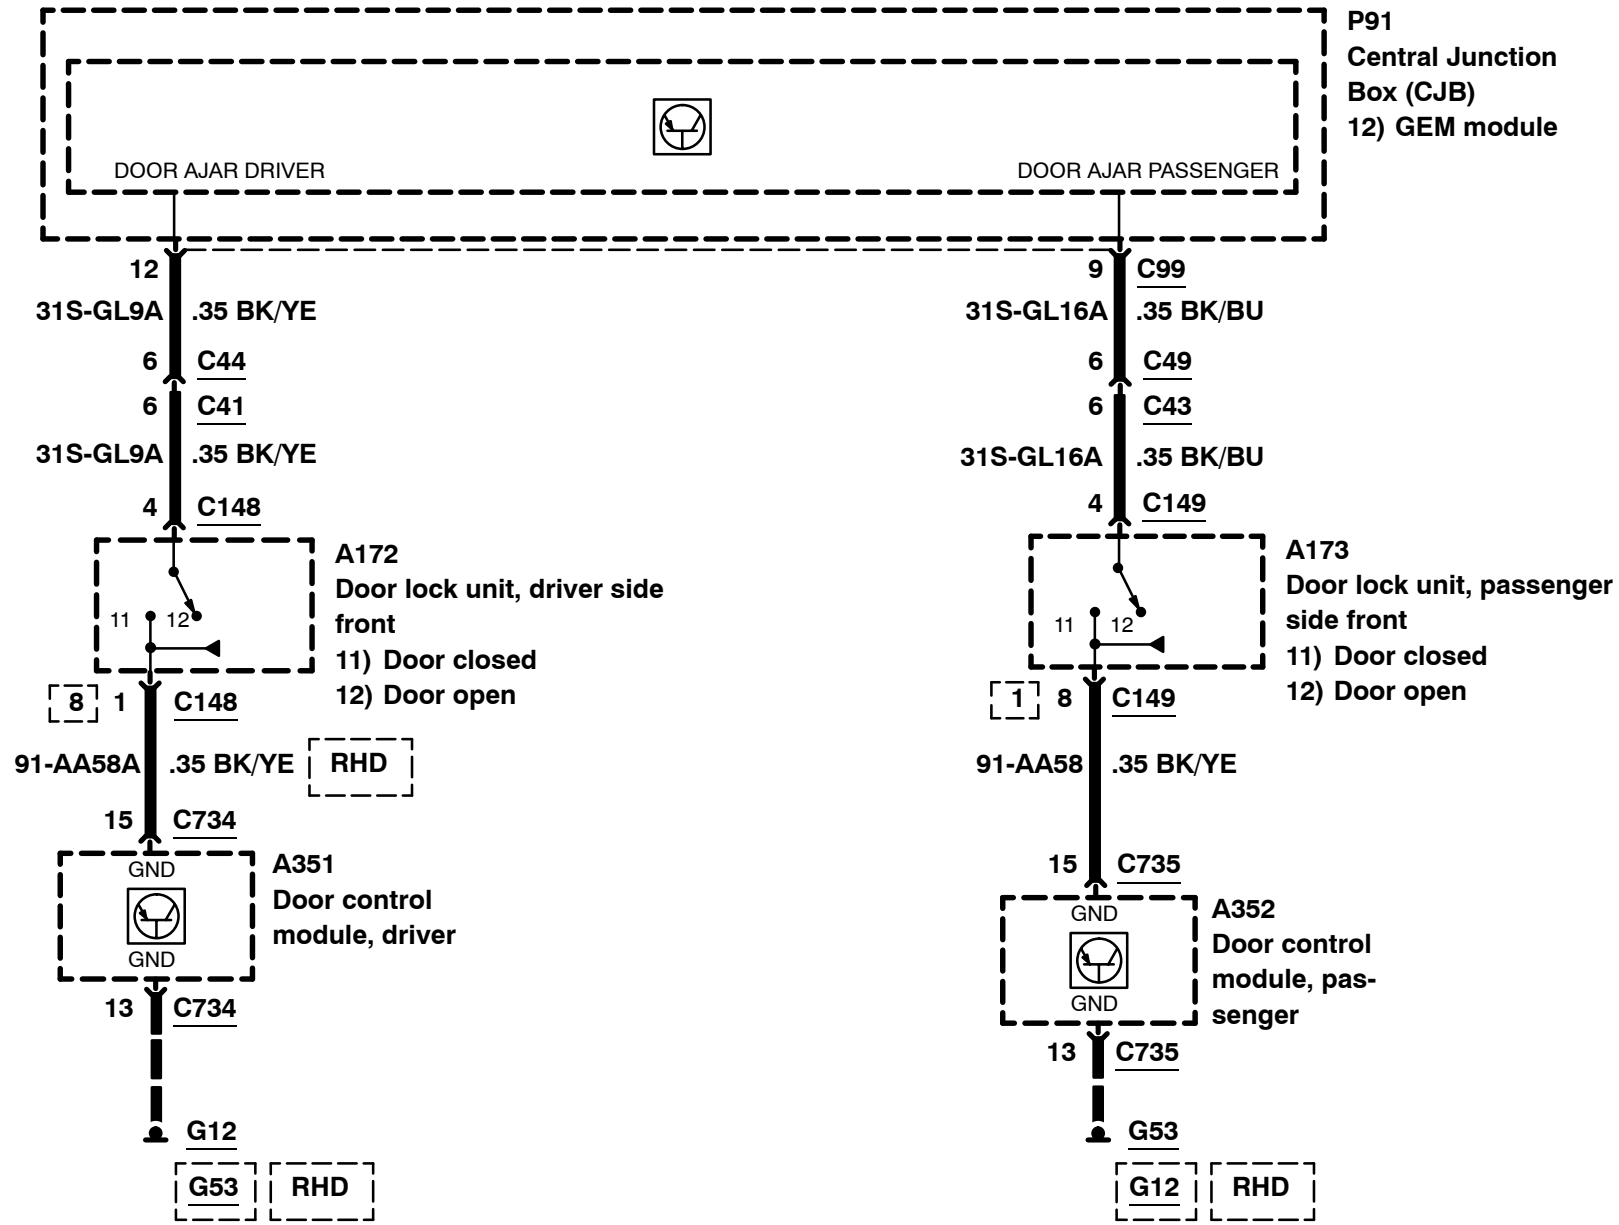 P91
Central Junction
Box (CJB)
12) GEM module
DOOR AJAR DRIVER
DOOR AJAR PASSENGER
12
9 C99
31S-GL9A .35 BK/YE
31S-GL16A .35 BK/BU
6 C44
6 C49
6 C41
6 C43
31S-GL9A .35 BK/YE
31S-GL16A .35 BK/BU
4 C148
4 C149
A172
Door lock unit, driver side
front
11) Door closed
12) Door open
11 12
A173
Door lock unit, passenger
side front
11) Door closed
12) Door open
11 12
8 1 C148
1 8 C149
91-AA58A .35 BK/YE RHD
91-AA58 .35 BK/YE
15 C734
15 C735
GND
GND
A351
Door control
module, driver
GND
GND
A352
Door control
module, pas-
senger
13 C734
13 C735
G12
G53
G53 RHD
G12 RHD